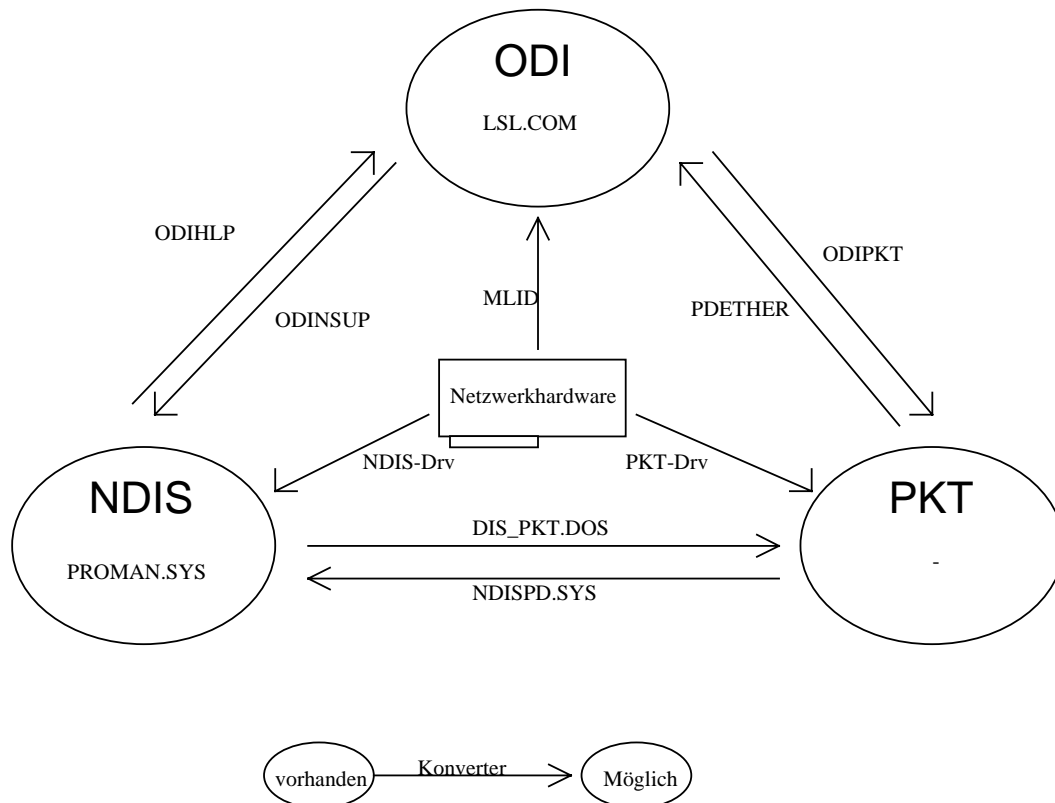 ODI
LSL.COM
ODIHLP
ODINSUP
MLID
ODIPKT
PDETHER
Netzwerkhardware
NDIS-Drv
PKT-Drv
NDIS
PROMAN.SYS
DIS_PKT.DOS
NDISPD.SYS
PKT
-
vorhanden
Konverter
Möglich